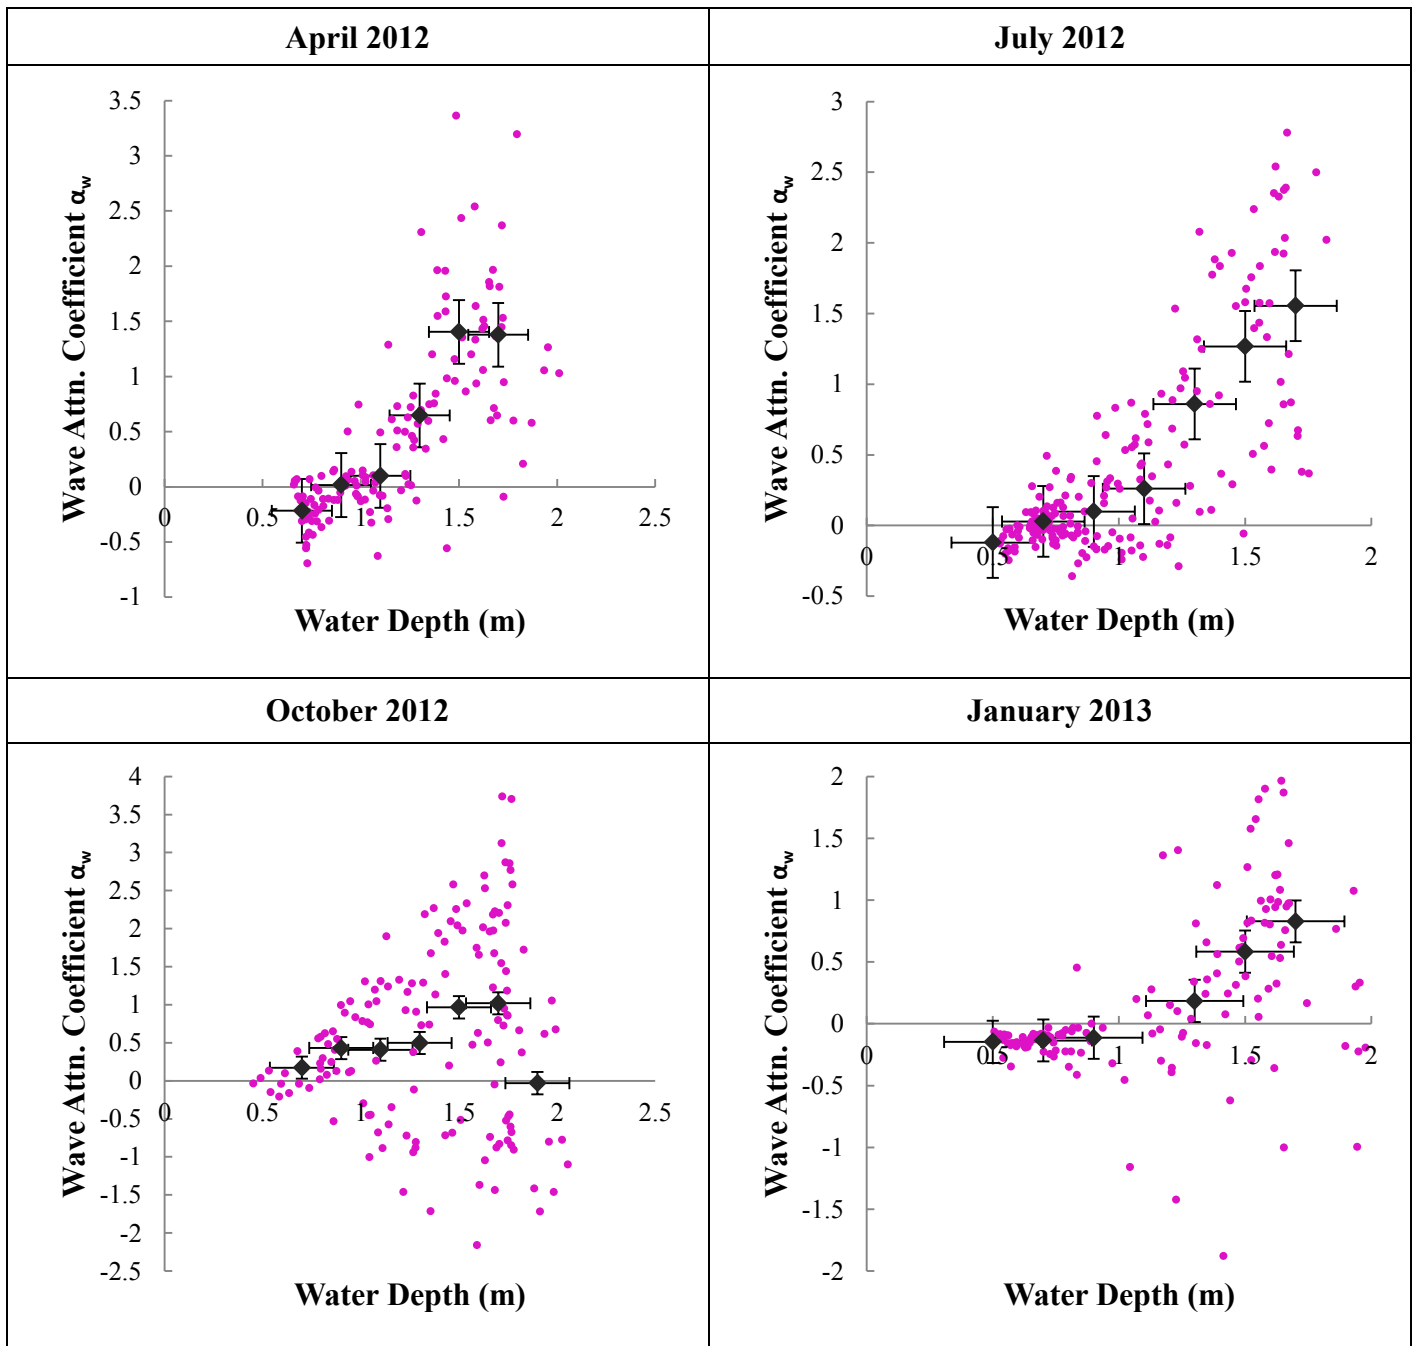 April 2012
July 2012
Wave Attn. Coefficient αw
3.5
3
2.5
2
1.5
1
0.5
0
-0.5
-1
0 0.5 1 1.5 2 2.5
Water Depth (m)
Wave Attn. Coefficient αw
3
2.5
2
1.5
1
0.5
0
-0.5
0 0.5 1 1.5 2
Water Depth (m)
October 2012
January 2013
Wave Attn. Coefficient αw
4
3.5
3
2.5
2
1.5
1
0.5
0
-0.5
-1
-1.5
-2
-2.5
0 0.5 1 1.5 2 2.5
Water Depth (m)
Wave Attn. Coefficient αw
2
1.5
1
0.5
0
-0.5
-1
-1.5
-2
0 0.5 1 1.5 2
Water Depth (m)